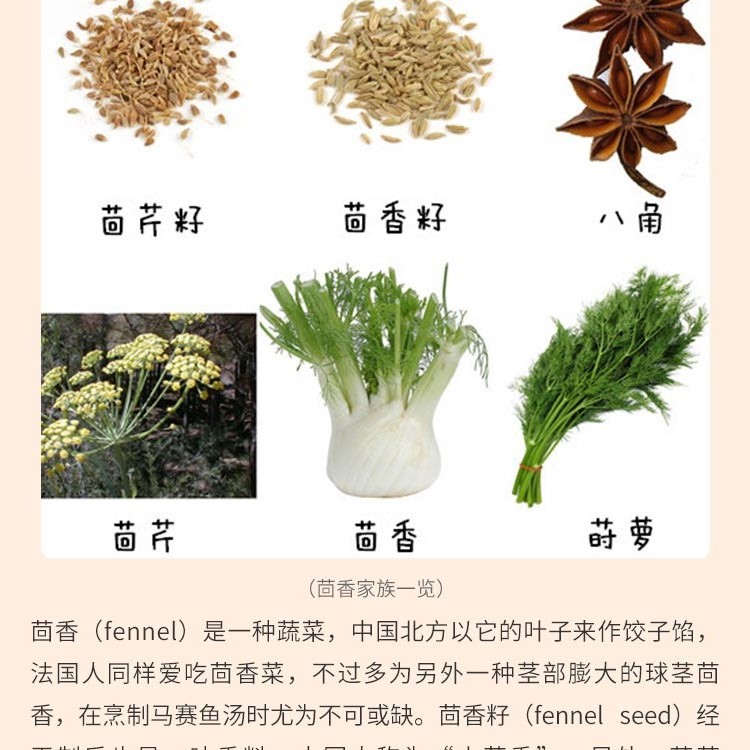 茴芹籽 茴香籽 八角
茴芹 茴香 莳萝
（茴香家族一览）
茴香（fennel）是一种蔬菜，中国北方以它的叶子来作饺子馅，
法国人同样爱吃茴香菜，不过多为另外一种茎部膨大的球茎茴
香，在烹制马赛鱼汤时尤为不可或缺。茴香籽（fennel seed）经